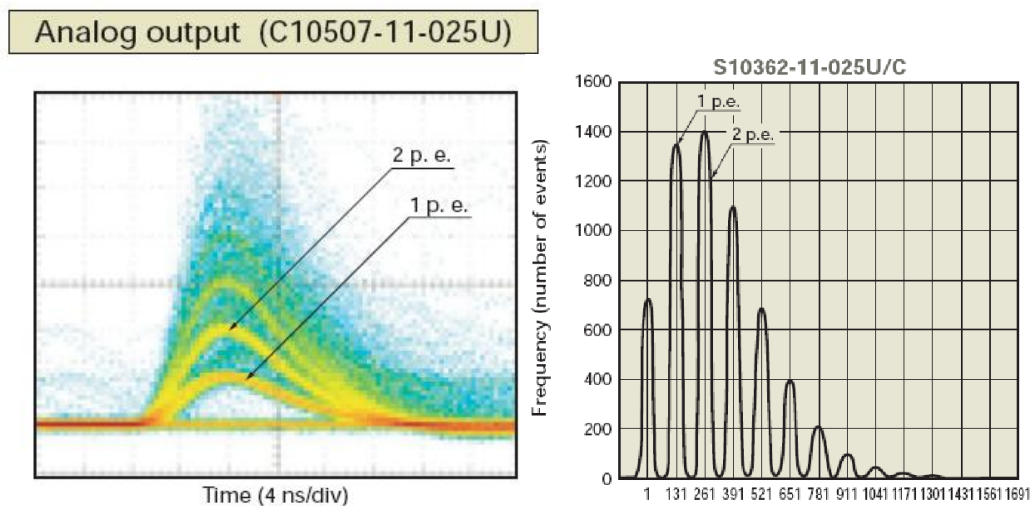 Analog output (C10507-11-025U)
2 p. e.
1 p. e.
Time (4 ns/div)
S10362-11-025U/C
Frequency (number of events)
1600
1400
1200
1000
800
600
400
200
0
1 p.e.
2 p.e.
1 131 261 391 521 651 781 911 1041 1171 1301 1431 1561 1691